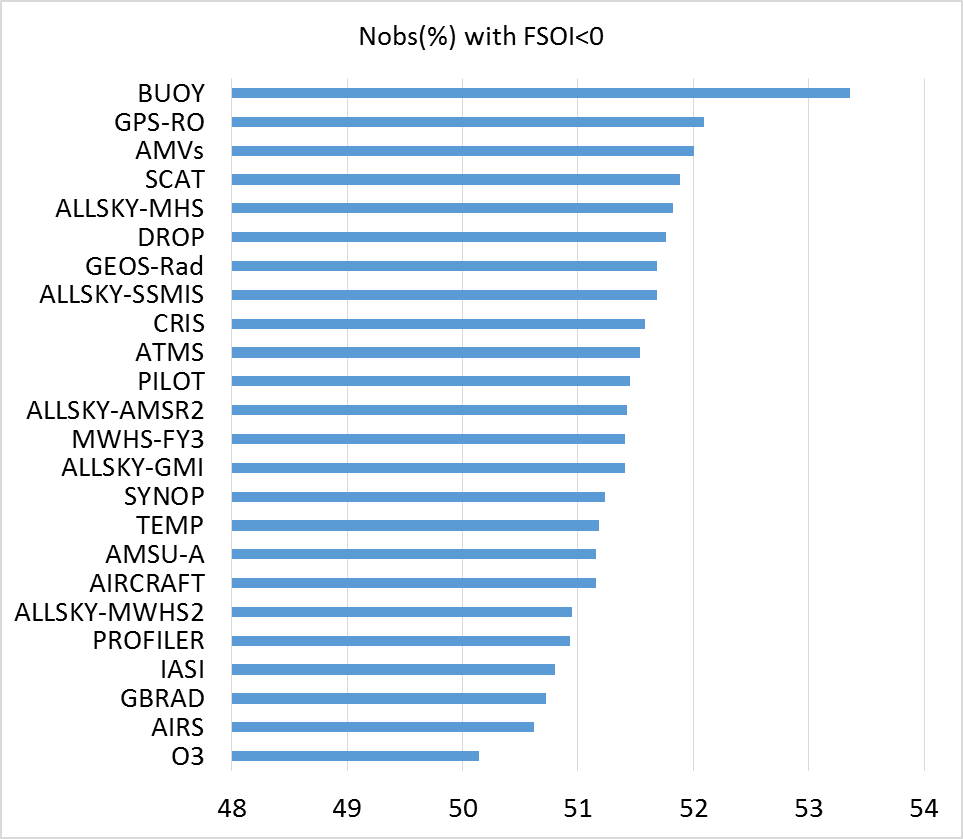 Nobs(%) with FSOI<0
BUOY
GPS-RO
AMVs
SCAT
ALLSKY-MHS
DROP
GEOS-Rad
ALLSKY-SSMIS
CRIS
ATMS
PILOT
ALLSKY-AMSR2
MWHS-FY3
ALLSKY-GMI
SYNOP
TEMP
AMSU-A
AIRCRAFT
ALLSKY-MWHS2
PROFILER
IASI
GBRAD
AIRS
O3
48 49 50 51 52 53 54